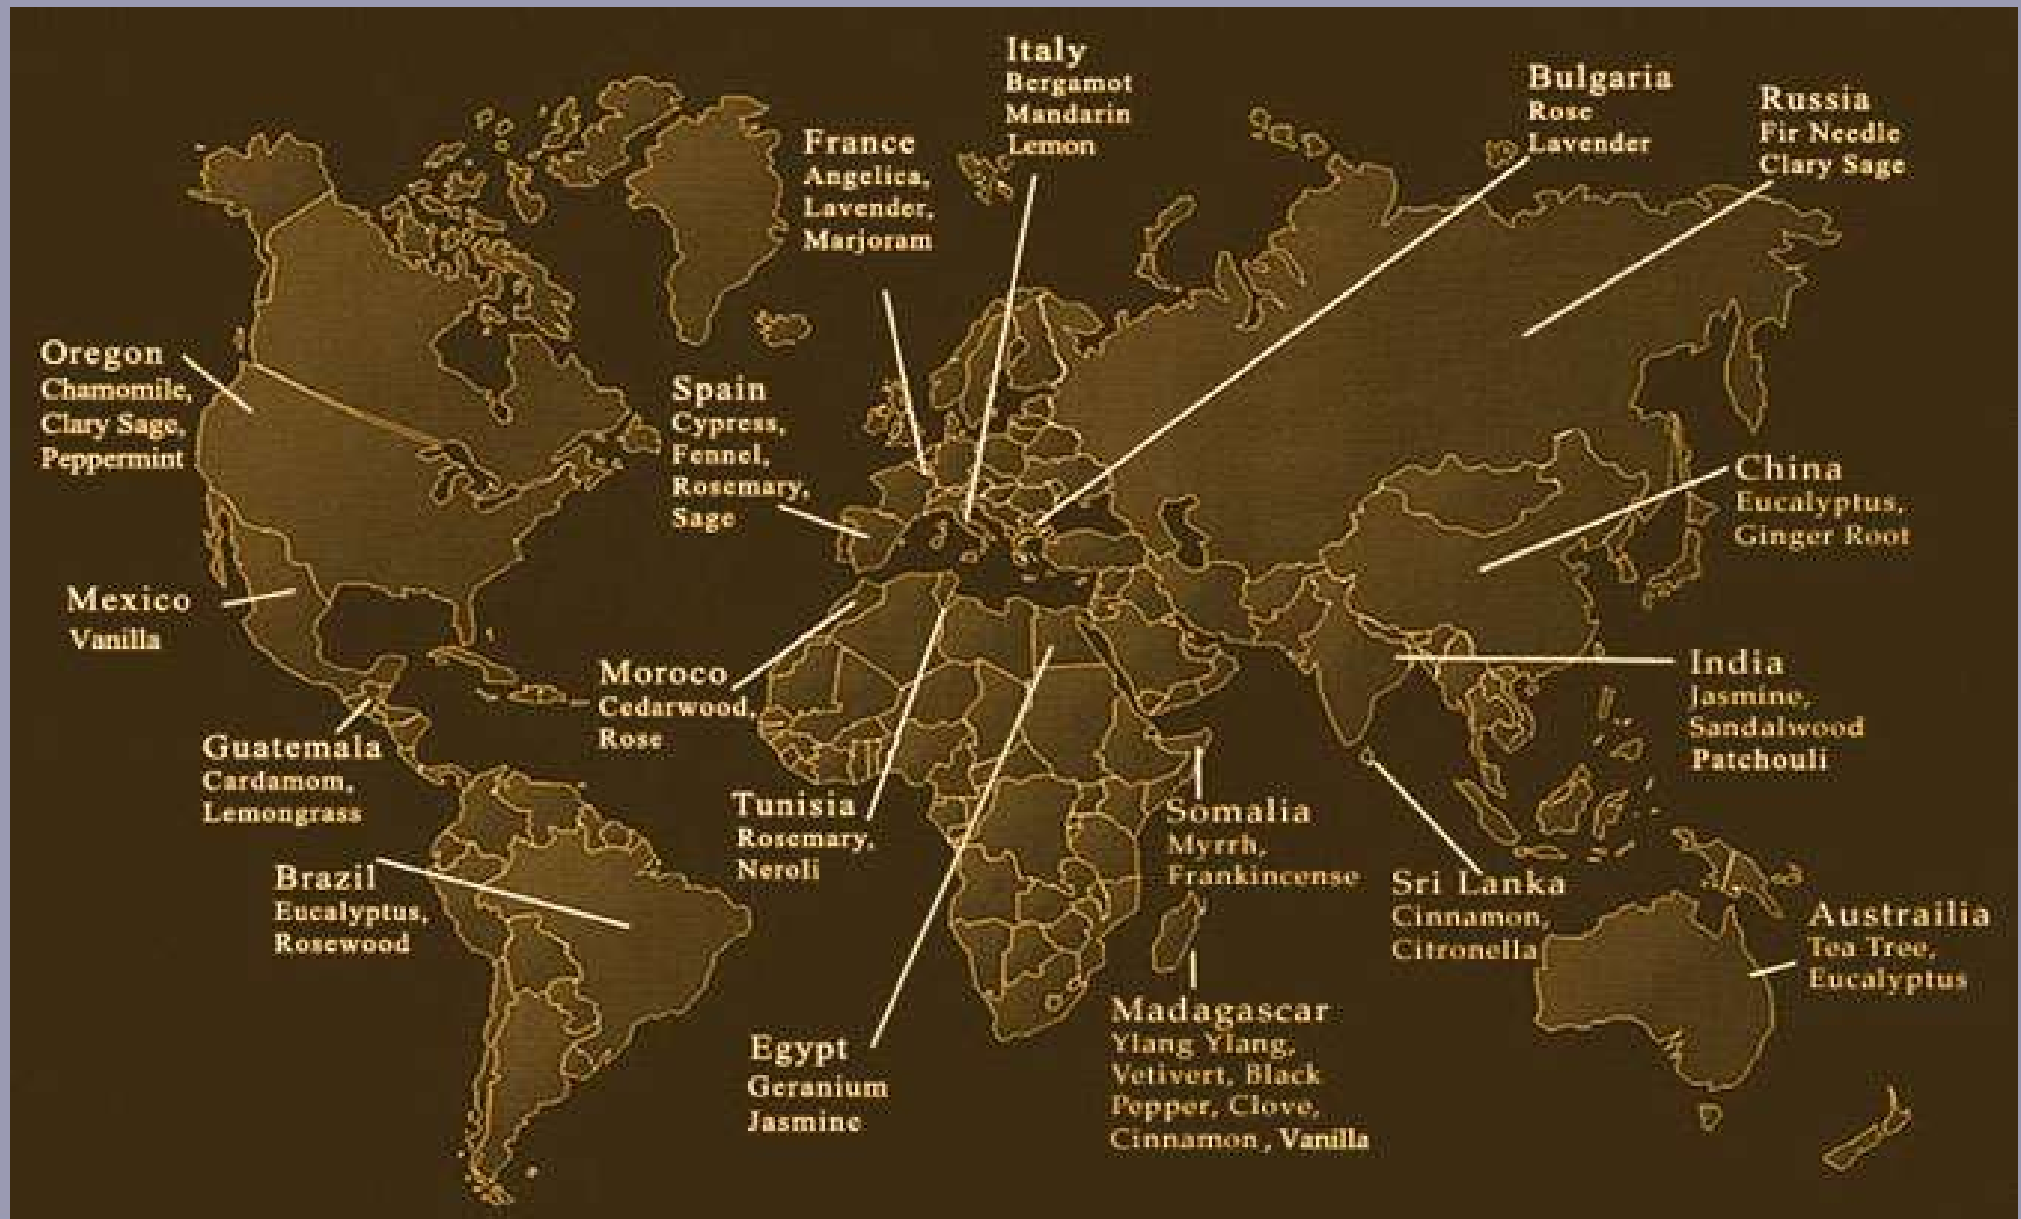 Italy
Bergamot
Mandarin
Lemon
Bulgaria
Rose
Lavender
Russia
Fir Needle
Clary Sage
France
Angelica,
Lavender,
Marjoram
Oregon
Chamomile,
Clary Sage,
Peppermint
Spain
Cypress,
Fennel,
Rosemary,
Sage
China
Eucalyptus,
Ginger Root
Mexico
Vanilla
Moroco
Cedarwood,
Rose
India
Jasmine,
Sandalwood
Patchouli
Guatemala
Cardamom,
Lemongrass
Tunisia
Rosemary,
Neroli
Somalia
Myrrh,
Frankincense
Brazil
Eucalyptus,
Rosewood
Sri Lanka
Cinnamon,
Citronella
Austrailia
Tea Tree,
Eucalyptus
Madagascar
Ylang Ylang,
Vetivert, Black
Pepper, Clove,
Cinnamon, Vanilla
Egypt
Geranium
Jasmine